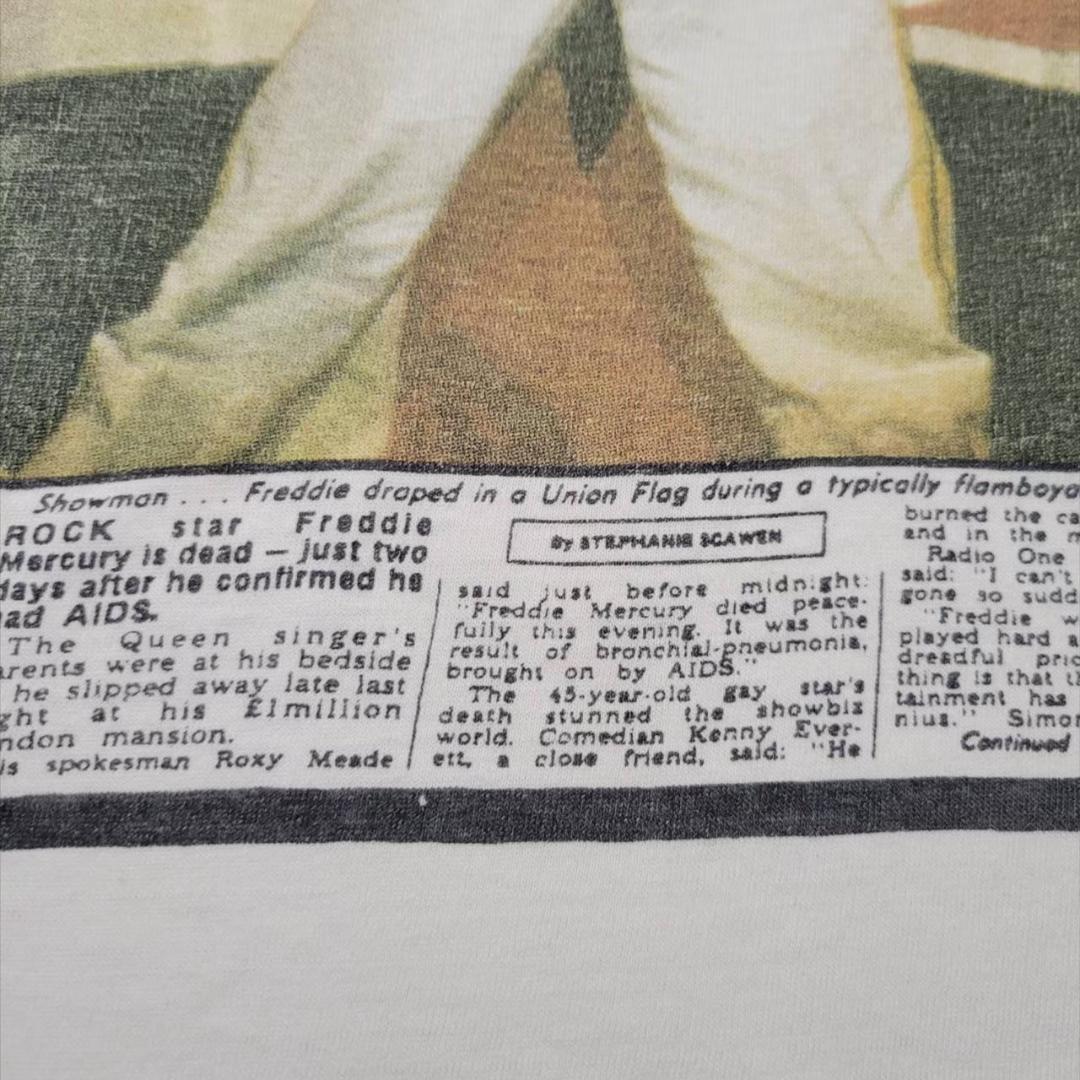 Showman . . . Freddie draped in a Union Flag during a typically flamboya
ROCK star Freddie
Mercury is dead — just two
days after he confirmed he
ad AIDS.
The Queen singer's
rents were at his bedside
he slipped away late last
ght at his £1million
ndon mansion.
is spokesman Roxy Meade
By STEPHANIE SCAWEN
said just before midnight:
"Freddie Mercury died peace-
fully this evening. It was the
result of bronchial-pneumonia,
brought on by AIDS."
The 45-year-old gay star's
death stunned the showbiz
world. Comedian Kenny Ever-
ett, a close friend, said: "He
burned the ca
and in the m
Radio One
said: "I can't
gone so sudd
"Freddie w
played hard a
dreadful pric
thing is that th
tainment has
nius." Simon
Continued